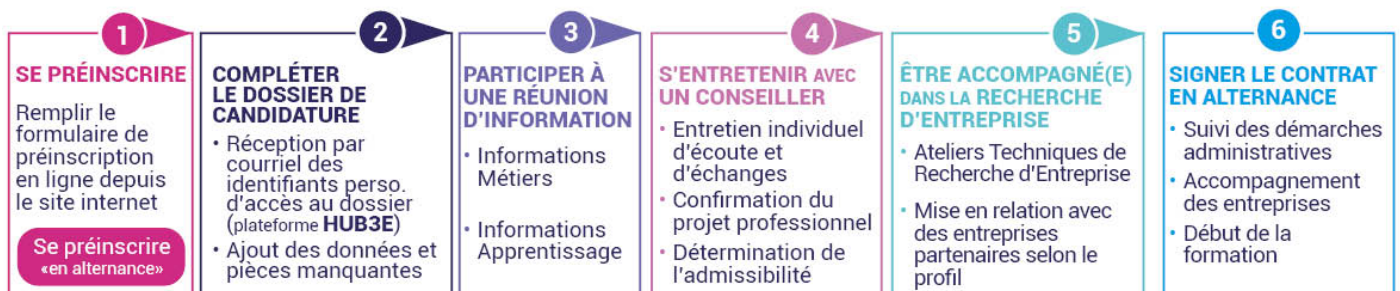 1
SE PRÉINSCRIRE
Remplir le
formulaire de
préinscription
en ligne depuis
le site internet
Se préinscrire
«en alternance»
2
COMPLÉTER
LE DOSSIER DE
CANDIDATURE
• Réception par
courriel des
identifiants perso.
d'accès au dossier
(plateforme HUB3E)
• Ajout des données et
pièces manquantes
3
PARTICIPER À
UNE RÉUNION
D'INFORMATION
• Informations
Métiers
• Informations
Apprentissage
4
S'ENTRETENIR AVEC
UN CONSEILLER
• Entretien individuel
d'écoute et
d'échanges
• Confirmation du
projet professionnel
• Détermination de
l'admissibilité
5
ÊTRE ACCOMPAGNÉ(E)
DANS LA RECHERCHE
D'ENTREPRISE
• Ateliers Techniques de
Recherche d'Entreprise
• Mise en relation avec
des entreprises
partenaires selon le
profil
6
SIGNER LE CONTRAT
EN ALTERNANCE
• Suivi des démarches
administratives
• Accompagnement
des entreprises
• Début de la
formation